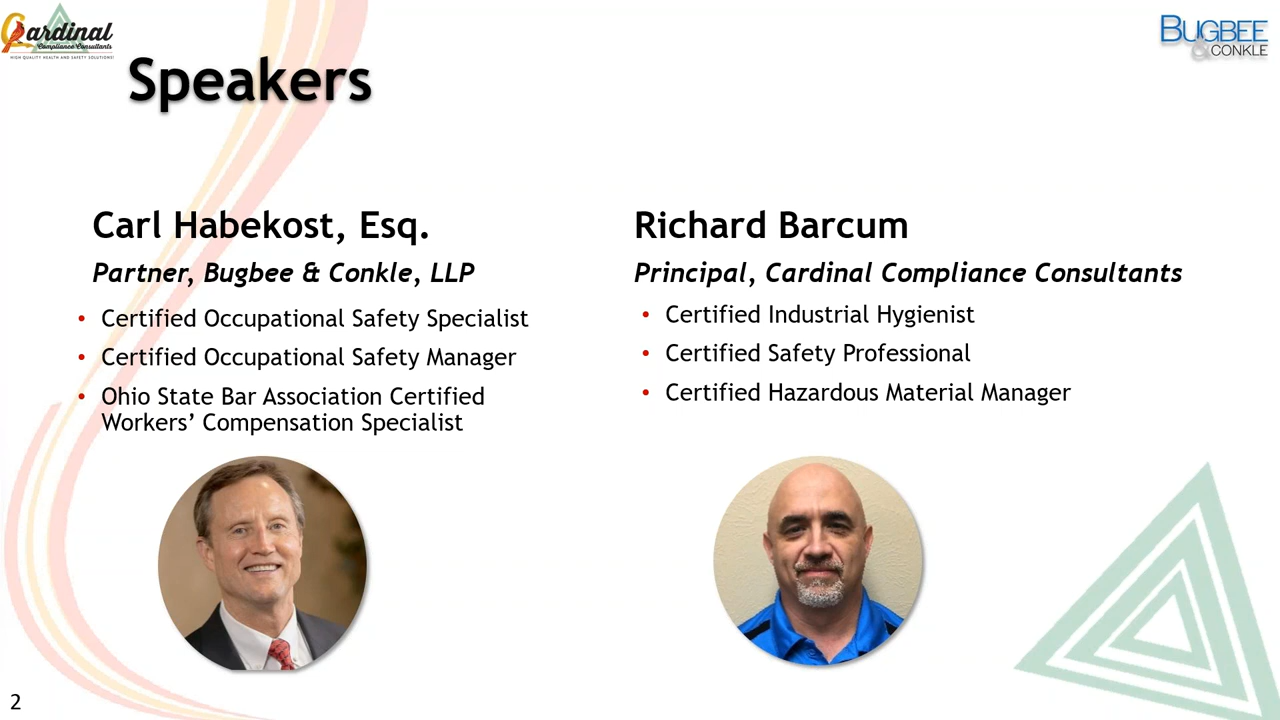 Cardinal
Compliance Consultants
HIGH QUALITY HEALTH AND SAFETY SOLUTIONS!
BUGBEE
& CONKLE
Speakers
Carl Habekost, Esq.
Partner, Bugbee & Conkle, LLP
• Certified Occupational Safety Specialist
• Certified Occupational Safety Manager
• Ohio State Bar Association Certified
Workers’ Compensation Specialist
Richard Barcum
Principal, Cardinal Compliance Consultants
• Certified Industrial Hygienist
• Certified Safety Professional
• Certified Hazardous Material Manager
2